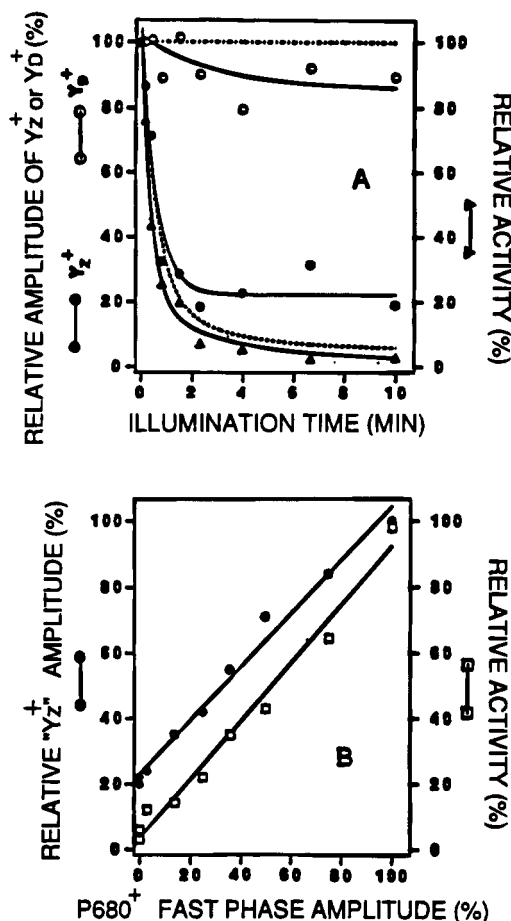 RELATIVE AMPLITUDE OF Yz+ or YD+ (%)
YD+
Yz+
100
80
60
40
20
0
A
100
80
60
40
20
0
RELATIVE ACTIVITY (%)
0 2 4 6 8 10
ILLUMINATION TIME (MIN)
RELATIVE "Yz+" AMPLITUDE (%)
100
80
60
40
20
0
B
100
80
60
40
20
0
RELATIVE ACTIVITY (%)
0 20 40 60 80 100
P680+ FAST PHASE AMPLITUDE (%)